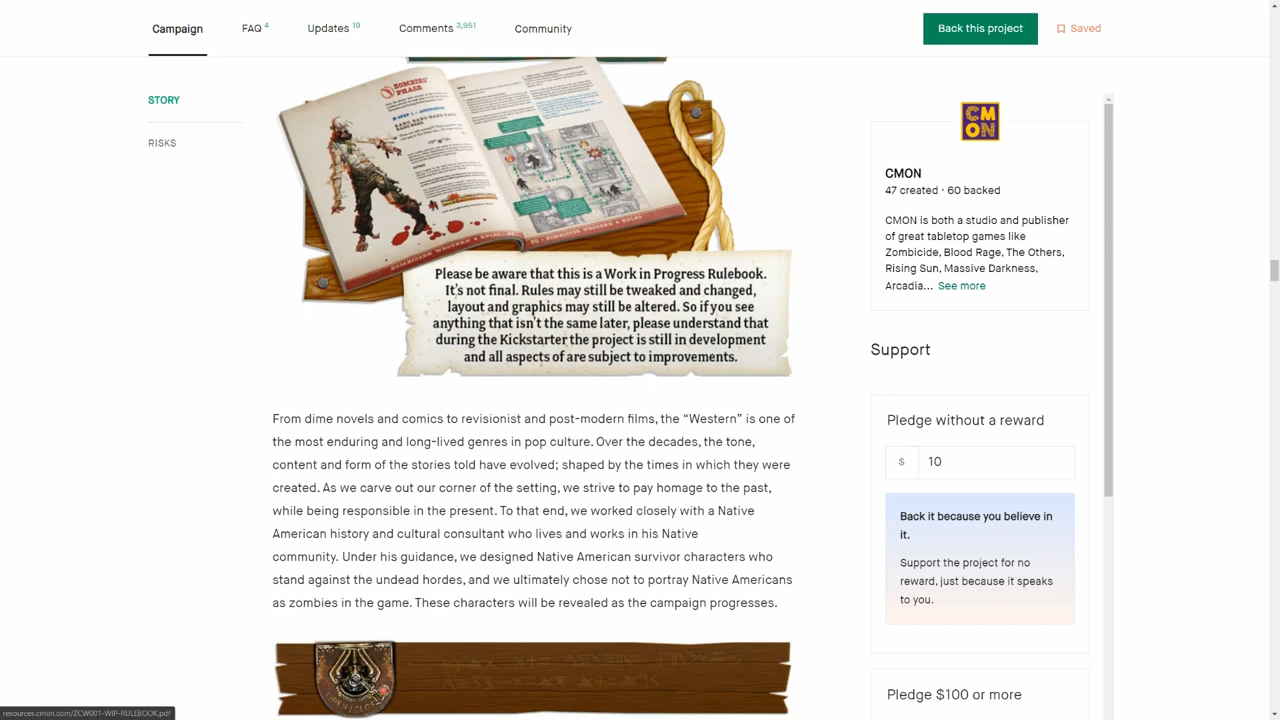 Campaign
FAQ 4
Updates 19
Comments 3,951
Community
Back this project
Saved
STORY
RISKS
ZOMBIES'
PHASE
BANG-BANG-BANG-BANG-
BANG-BANG
Please be aware that this is a Work in Progress Rulebook.
It's not final. Rules may still be tweaked and changed,
layout and graphics may still be altered. So if you see
anything that isn't the same later, please understand that
during the Kickstarter the project is still in development
and all aspects of are subject to improvements.
From dime novels and comics to revisionist and post-modern films, the “Western” is one of
the most enduring and long-lived genres in pop culture. Over the decades, the tone,
content and form of the stories told have evolved; shaped by the times in which they were
created. As we carve out our corner of the setting, we strive to pay homage to the past,
while being responsible in the present. To that end, we worked closely with a Native
American history and cultural consultant who lives and works in his Native
community. Under his guidance, we designed Native American survivor characters who
stand against the undead hordes, and we ultimately chose not to portray Native Americans
as zombies in the game. These characters will be revealed as the campaign progresses.
CM
ON
CMON
47 created · 60 backed
CMON is both a studio and publisher
of great tabletop games like
Zombicide, Blood Rage, The Others,
Rising Sun, Massive Darkness,
Arcadia... See more
Support
Pledge without a reward
$ 10
Back it because you believe in
it.
Support the project for no
reward, just because it speaks
to you.
Pledge $100 or more
resources.cmon.com/ZCW001-WIP-RULEBOOK.pdf